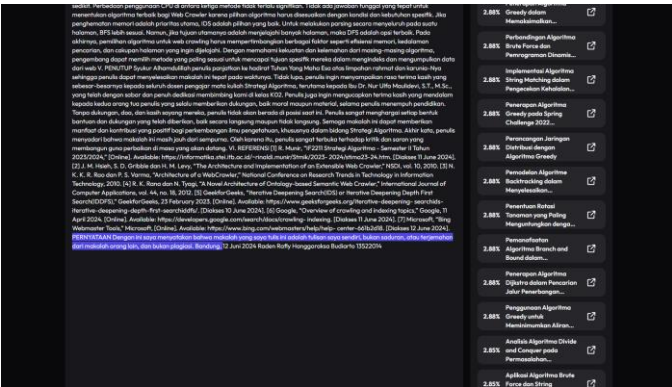 sedikit. Perbedaan penggunaan CPU di antara ketiga metode tidak terlalu signifikan. Tidak ada jawaban tunggal yang tepat untuk
menentukan algoritma terbaik bagi Web Crawler karena pilihan algoritma harus disesuaikan dengan kondisi dan kebutuhan spesifik. Jika
penghematan memori adalah prioritas utama, IDS adalah pilihan yang baik. Untuk melakukan parsing secara menyeluruh pada suatu
halaman, BFS lebih sesuai. Namun, jika tujuan utamanya adalah menjelajahi banyak halaman, maka DFS adalah opsi terbaik. Pada
akhirnya, pemilihan algoritma untuk web crawling harus mempertimbangkan berbagai faktor seperti efisiensi memori, kedalaman
pencarian, dan cakupan halaman yang ingin dijelajahi. Dengan memahami kekuatan dan kelemahan dari masing-masing algoritma,
pengembang dapat memilih metode yang paling sesuai untuk mencapai tujuan spesifik mereka dalam mengindeks dan mengumpulkan data
dari web V. PENUTUP Syukur Alhamdulillah penulis panjatkan ke hadirat Tuhan Yang Maha Esa atas limpahan rahmat dan karunia-Nya
sehingga penulis dapat menyelesaikan makalah ini tepat pada waktunya. Tidak lupa, penulis ingin menyampaikan rasa terima kasih yang
sebesar-besarnya kepada seluruh dosen pengajar mata kuliah Strategi Algoritma, terutama kepada Ibu Dr. Nur Ulfa Maulidevi, S.T., M.Sc.,
yang telah dengan sabar dan penuh dedikasi membimbing kami di kelas K02. Penulis juga ingin mengucapkan terima kasih yang mendalam
kepada kedua orang tua penulis yang selalu memberikan dukungan, baik moral maupun material, selama penulis menempuh pendidikan.
Tanpa dukungan, doa, dan kasih sayang mereka, penulis tidak akan berada di posisi saat ini. Penulis sangat menghargai setiap bentuk
bantuan dan dukungan yang telah diberikan, baik secara langsung maupun tidak langsung. Semoga makalah ini dapat memberikan
manfaat dan kontribusi yang positif bagi perkembangan ilmu pengetahuan, khususnya dalam bidang Strategi Algoritma. Akhir kata, penulis
menyadari bahwa makalah ini masih jauh dari sempurna. Oleh karena itu, penulis sangat terbuka terhadap kritik dan saran yang
membangun guna perbaikan di masa yang akan datang. VI. REFERENSI [1] R. Munir, "IF2211 Strategi Algoritma - Semester II Tahun
2023/2024," [Online]. Available: https://informatika.stei.itb.ac.id/~rinaldi.munir/Stmik/2023-2024/stima23-24.htm. [Diakses 11 June 2024].
[2] J. M. Hsieh, S. D. Gribble dan H. M. Levy, "The Architecture and Implementation of an Extensible Web Crawler," NSDI, vol. 10, 2010. [3] N.
K. K. R. Rao dan P. S. Varma, "Architecture of a WebCrawler," National Conference on Research Trends in Technology in Information
Technology, 2010. [4] R. K. Rana dan N. Tyagi, "A Novel Architecture of Ontology-based Semantic Web Crawler," International Journal of
Computer Applications, vol. 44, no. 18, 2012. [5] GeeksforGeeks, "Iterative Deepening Search(IDS) or Iterative Deepening Depth First
Search(IDDFS)," GeeksForGeeks, 23 February 2023. [Online]. Available: https://www.geeksforgeeks.org/iterative-deepening- searchids-
iterative-deepening-depth-first-searchiddfs/. [Diakses 10 June 2024]. [6] Google, "Overview of crawling and indexing topics," Google, 11
April 2024. [Online]. Available: https://developers.google.com/search/docs/crawling- indexing. [Diakses 11 June 2024]. [7] Microsoft, "Bing
Webmaster Tools," Microsoft, [Online]. Available: https://www.bing.com/webmasters/help/help- center-661b2d18. [Diakses 12 June 2024].
PERNYATAAN Dengan ini saya menyatakan bahwa makalah yang saya tulis ini adalah tulisan saya sendiri, bukan saduran, atau terjemahan
dari makalah orang lain, dan bukan plagiasi. Bandung, 12 Juni 2024 Raden Rafly Hanggaraksa Budiarto 13522014
2.88% Greedy dalam
Memaksimalkan...
Perbandingan Algoritma
2.88% Brute Force dan
Pemrograman Dinamis...
Implementasi Algoritma
2.88% String Matching dalam
Pengecekan Kehalalan...
Penerapan Algoritma
2.88% Greedy pada Spring
Challenge 2022...
Perancangan Jaringan
2.88% Distribusi dengan
Algoritma Greedy
Pemodelan Algoritma
2.88% Backtracking dalam
Menyelesaikan...
Penentuan Rotasi
2.88% Tanaman yang Paling
Menguntungkan denga...
Pemanfaatan
2.88% Algoritma Branch and
Bound dalam...
Penerapan Algoritma
2.88% Dijkstra dalam Pencarian
Jalur Penerbangan...
Penggunaan Algoritma
2.88% Greedy untuk
Meminimumkan Aliran...
Analisis Algoritma Divide
2.85% and Conquer pada
Permasalahan...
Aplikasi Algoritma Brute
2.85% Force dan String